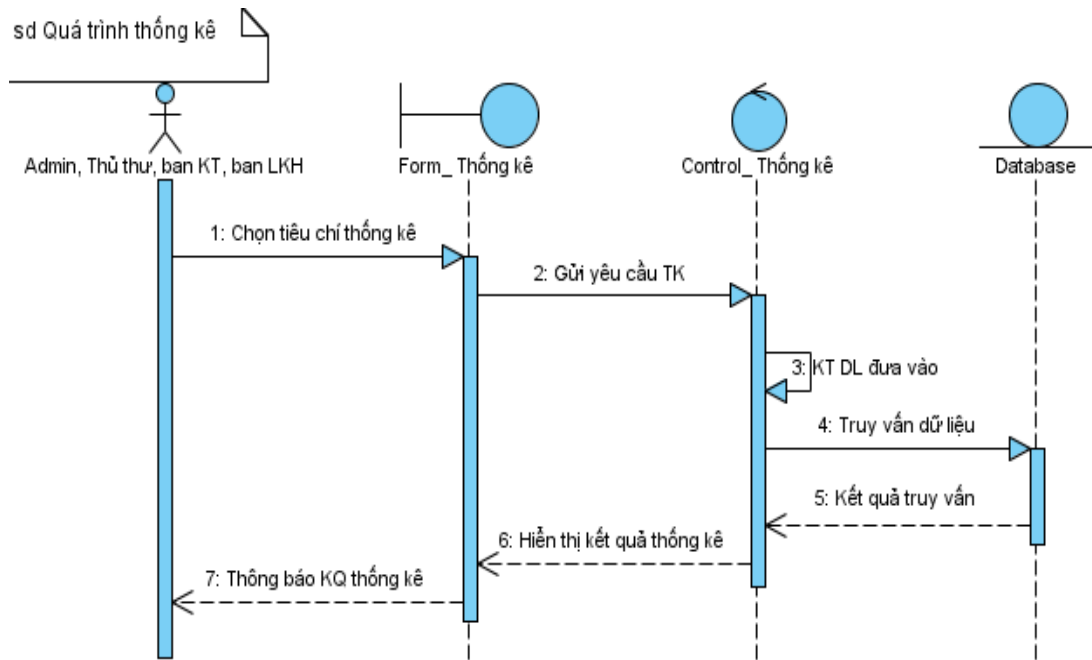 sd Quá trình thống kê
Admin, Thủ thư, ban KT, ban LKH
Form_ Thống kê
Control_ Thống kê
Database
1: Chọn tiêu chí thống kê
2: Gửi yêu cầu TK
3: KT DL đưa vào
4: Truy vấn dữ liệu
5: Kết quả truy vấn
6: Hiển thị kết quả thống kê
7: Thông báo KQ thống kê